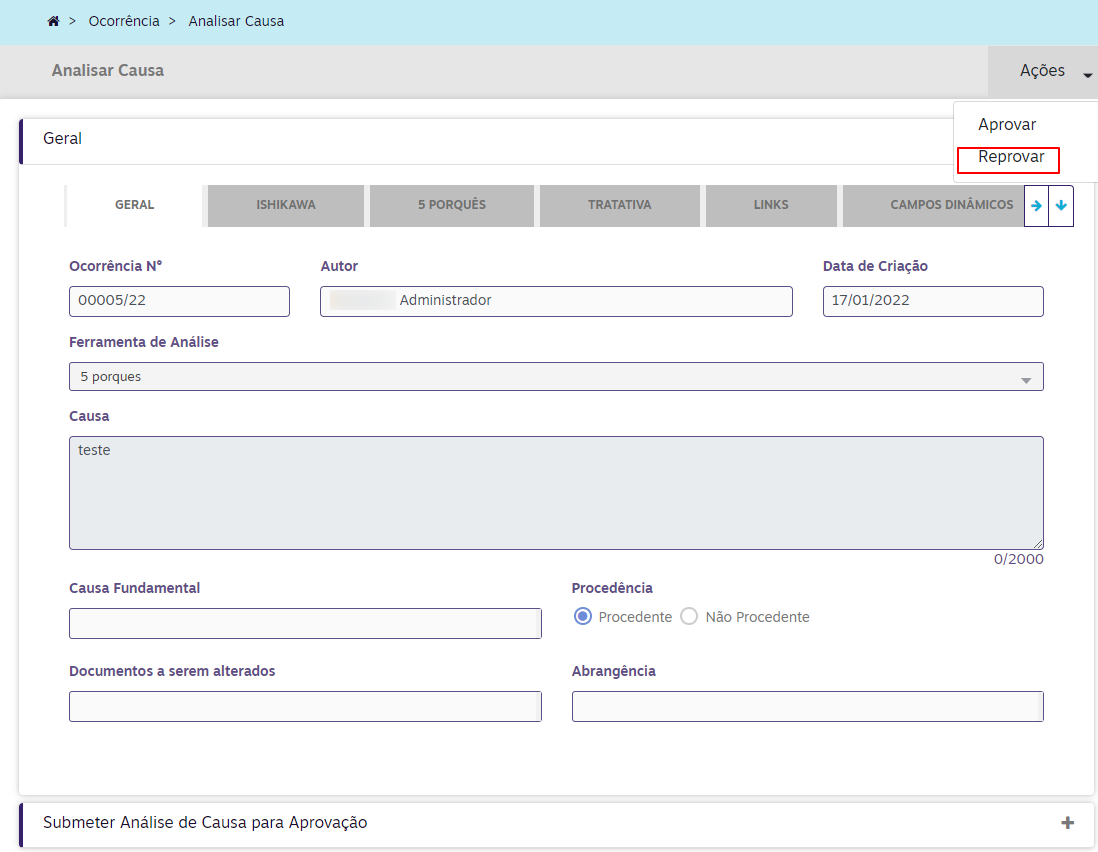 > Ocorrência > Analisar Causa
Analisar Causa
Ações
Aprovar
Reprovar
Geral
GERAL ISHIKAWA 5 PORQUÊS TRATATIVA LINKS CAMPOS DINÂMICOS
Ocorrência Nº Autor Data de Criação
00005/22 Administrador 17/01/2022
Ferramenta de Análise
5 porques
Causa
teste
0/2000
Causa Fundamental Procedência
Procedente Não Procedente
Documentos a serem alterados Abrangência
Submeter Análise de Causa para Aprovação